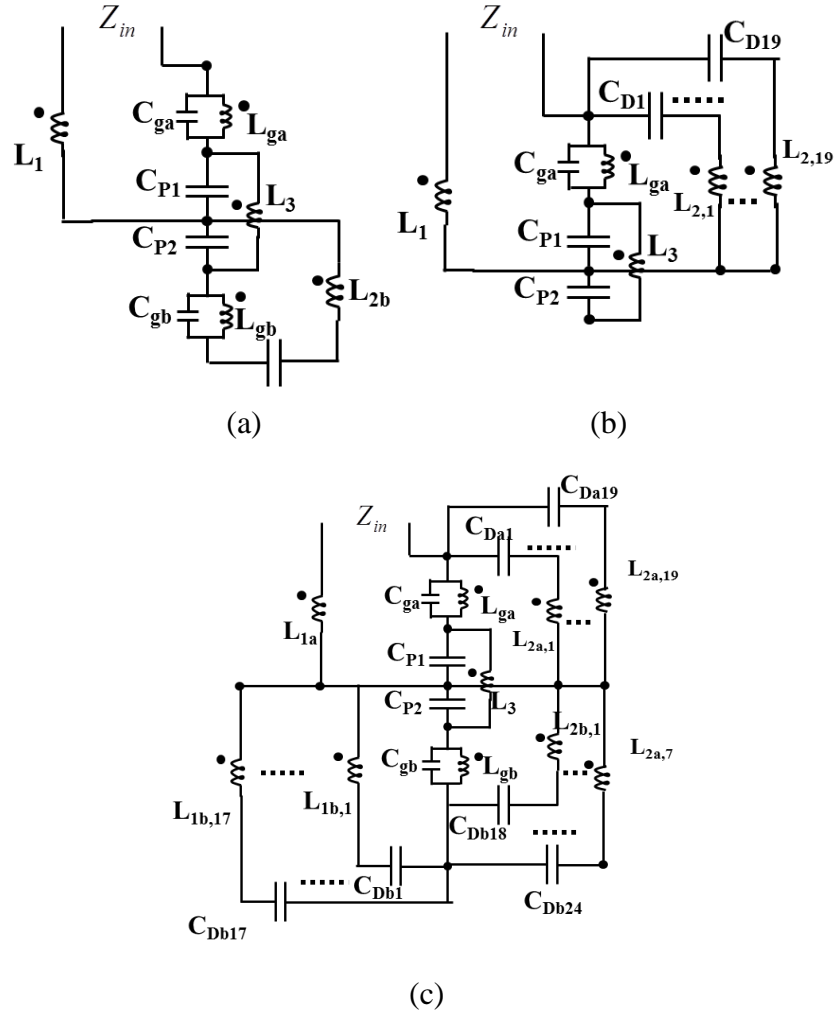 Z_in
C_ga
L_ga
L_1
C_P1
L_3
C_P2
L_2b
C_gb
L_gb
(a)
Z_in
C_D19
C_D1
C_ga
L_ga
L_2,1
L_2,19
L_1
C_P1
L_3
C_P2
(b)
Z_in
C_Da19
C_Da1
L_2a,19
C_ga
L_ga
L_1a
L_2a,1
C_P1
C_P2
L_3
L_2b,1
L_2a,7
C_gb
L_gb
L_1b,17
L_1b,1
C_Db18
C_Db1
C_Db24
C_Db17
(c)